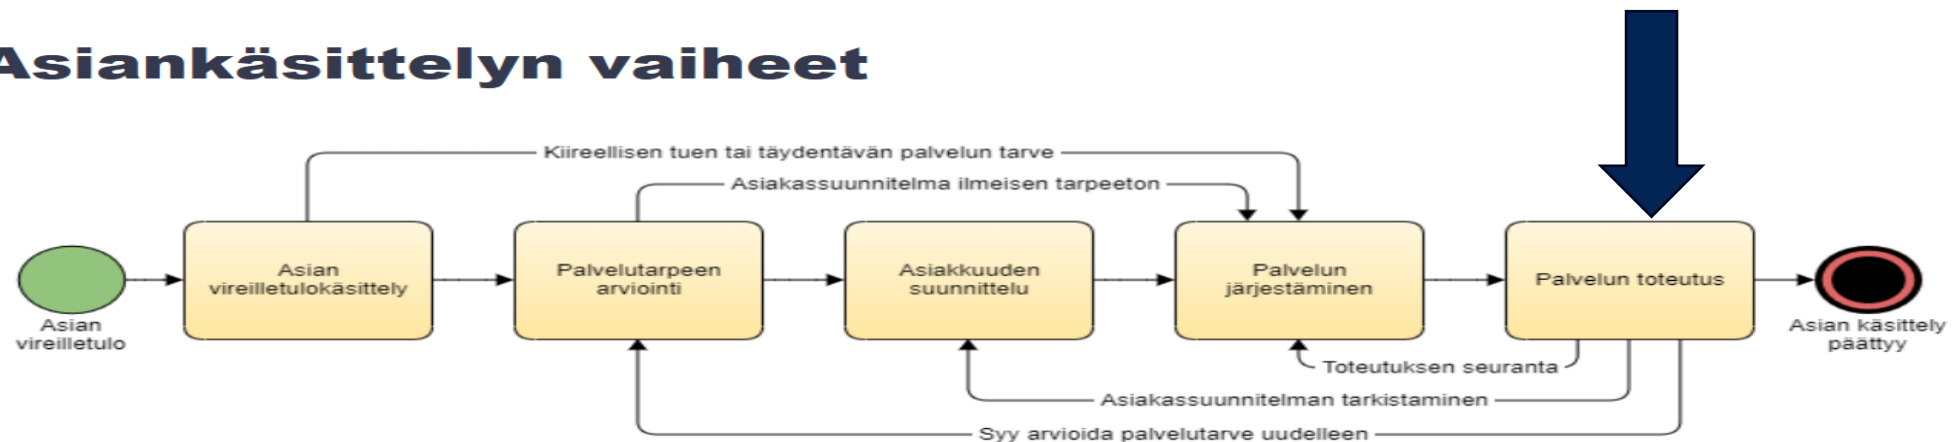 Asiankäsittelyn vaiheet
Kiireellisen tuen tai täydentävän palvelun tarve
Asiakassuunnitelma ilmeisen tarpeeton
Asian
vireilletulo
Asian
vireilletulokäsittely
Palvelutarpeen
arviointi
Asiakkuuden
suunnittelu
Palvelun
järjestäminen
Palvelun toteutus
Asian käsittely
päättyy
Toteutuksen seuranta
Asiakassuunnitelman tarkistaminen
Syy arvioida palvelutarve uudelleen